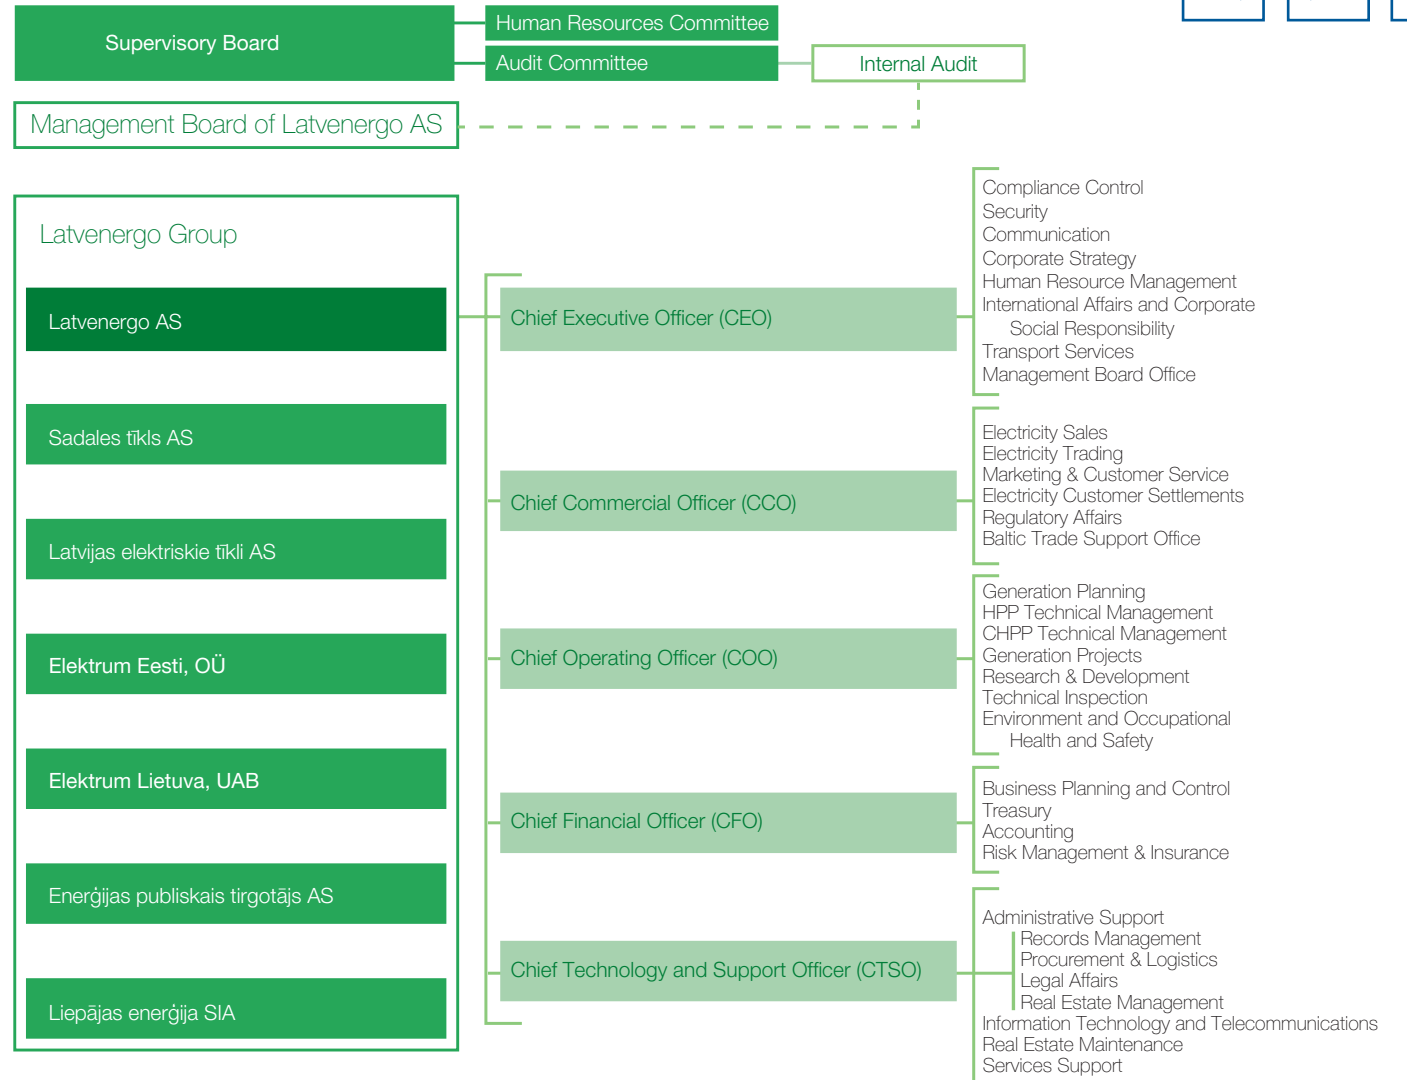 Supervisory Board
Human Resources Committee
Audit Committee
Internal Audit
Management Board of Latvenergo AS
Latvenergo Group
Latvenergo AS
Sadales tīkls AS
Latvijas elektriskie tīkli AS
Elektrum Eesti, OÜ
Elektrum Lietuva, UAB
Enerģijas publiskais tirgotājs AS
Liepājas enerģija SIA
Chief Executive Officer (CEO)
Compliance Control
Security
Communication
Corporate Strategy
Human Resource Management
International Affairs and Corporate
Social Responsibility
Transport Services
Management Board Office
Chief Commercial Officer (CCO)
Electricity Sales
Electricity Trading
Marketing & Customer Service
Electricity Customer Settlements
Regulatory Affairs
Baltic Trade Support Office
Chief Operating Officer (COO)
Generation Planning
HPP Technical Management
CHPP Technical Management
Generation Projects
Research & Development
Technical Inspection
Environment and Occupational
Health and Safety
Chief Financial Officer (CFO)
Business Planning and Control
Treasury
Accounting
Risk Management & Insurance
Chief Technology and Support Officer (CTSO)
Administrative Support
Records Management
Procurement & Logistics
Legal Affairs
Real Estate Management
Information Technology and Telecommunications
Real Estate Maintenance
Services Support